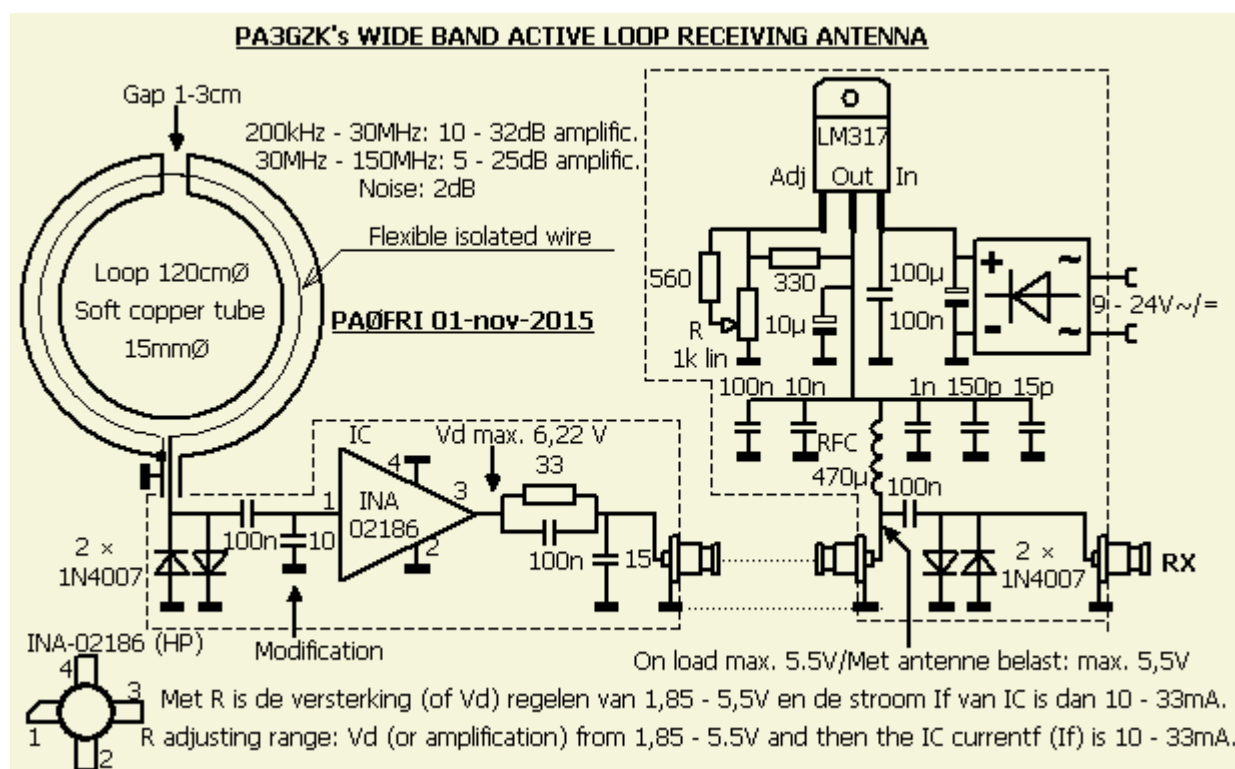 PA3GZK's WIDE BAND ACTIVE LOOP RECEIVING ANTENNA
Gap 1-3cm
200kHz - 30MHz: 10 - 32dB amplific.
30MHz - 150MHz: 5 - 25dB amplific.
Noise: 2dB
Flexible isolated wire
Loop 120cmØ
Soft copper tube
15mmØ
PAØFRI 01-nov-2015
LM317
Adj Out In
560
330
100µ
10µ
100n
R
1k lin
+
-
~
~
9 - 24V~/=
100n 10n
1n 150p 15p
RFC
470µ
100n
IC
Vd max. 6,22 V
33
4
1
INA
02186
3
2
100n
10
100n
15
2 ×
1N4007
2 ×
1N4007
RX
Modification
INA-02186 (HP)
4
3
1
2
On load max. 5.5V/Met antenne belast: max. 5,5V
Met R is de versterking (of Vd) regelen van 1,85 - 5,5V en de stroom If van IC is dan 10 - 33mA.
R adjusting range: Vd (or amplification) from 1,85 - 5.5V and then the IC currentf (If) is 10 - 33mA.